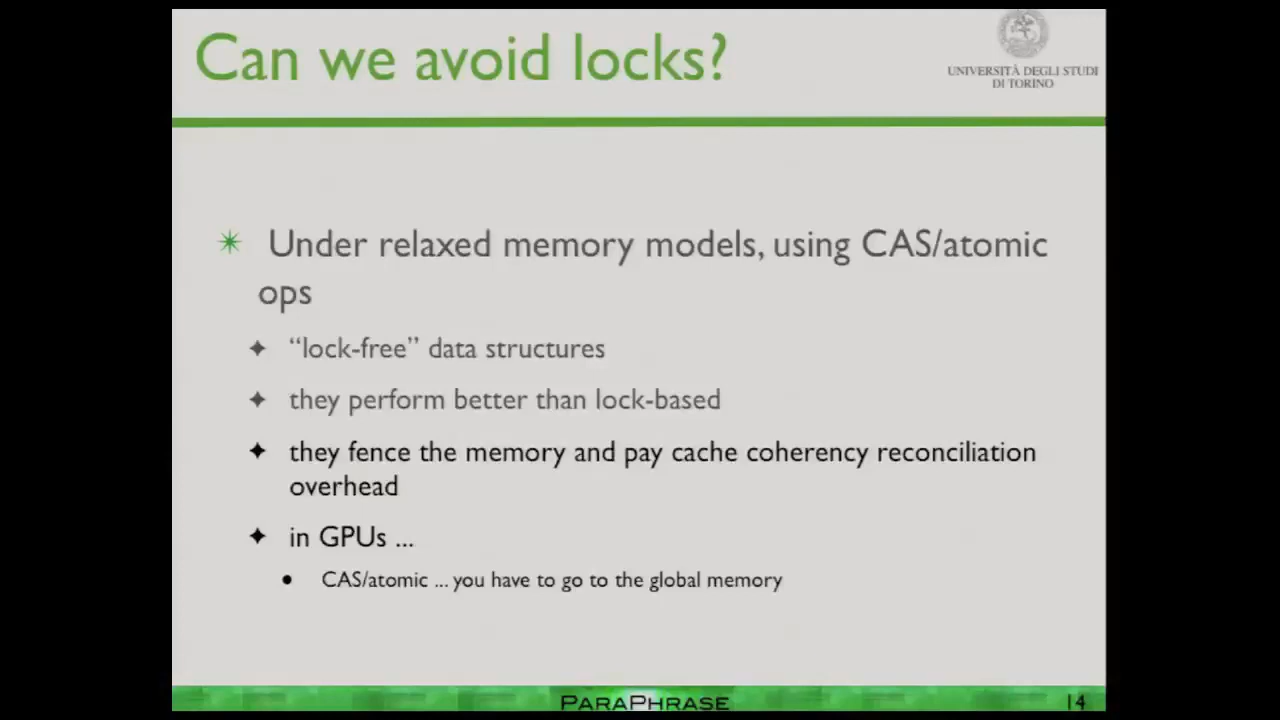 Can we avoid locks?
UNIVERSITÀ DEGLI STUDI
DI TORINO
Under relaxed memory models, using CAS/atomic
ops
“lock-free” data structures
they perform better than lock-based
they fence the memory and pay cache coherency reconciliation
overhead
in GPUs ...
CAS/atomic ... you have to go to the global memory
PARAPHRASE
14